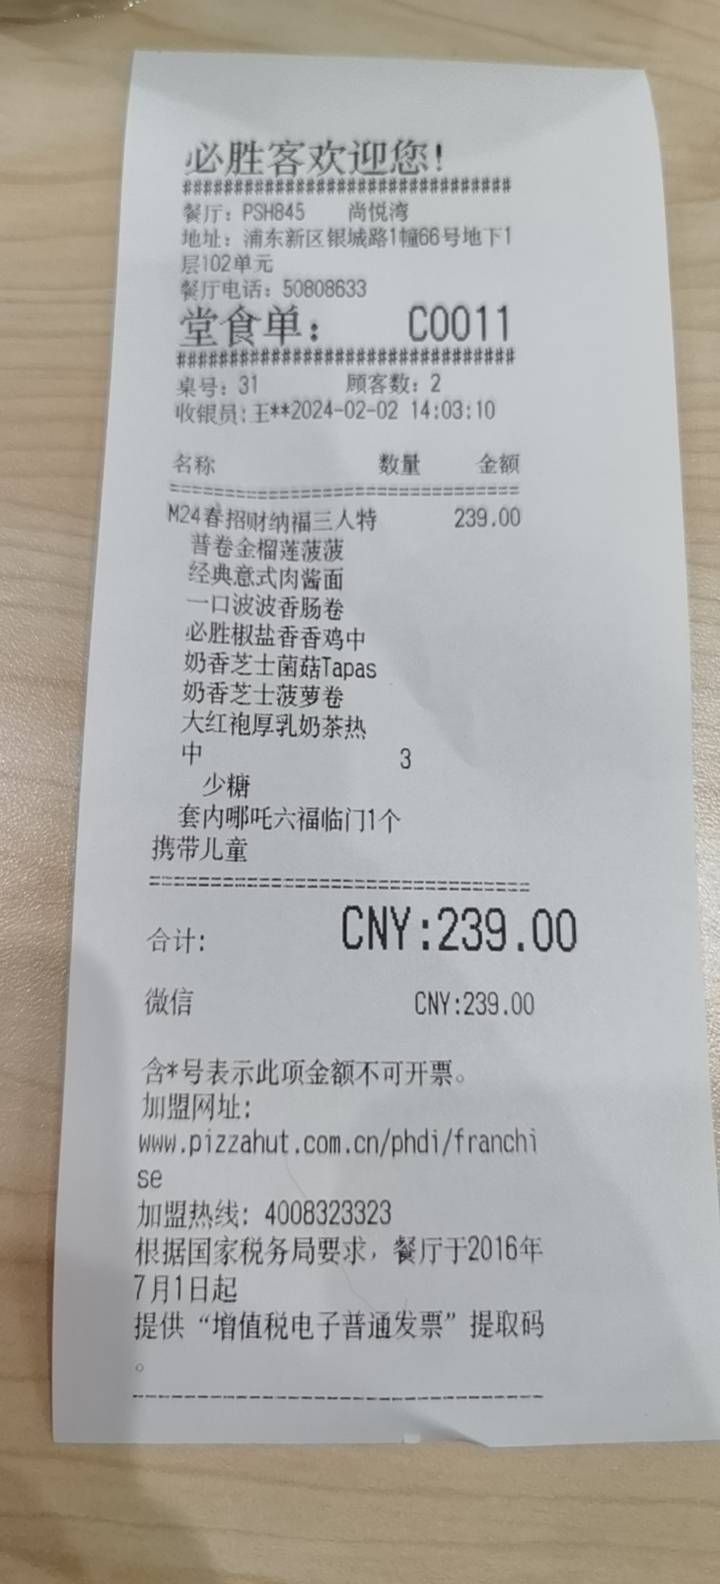 必胜客欢迎您!
################################
餐厅: PSH845 尚悦湾
地址: 浦东新区银城路1幢66号地下1
层102单元
餐厅电话: 50808633
堂食单: C0011
################################
桌号: 31 顾客数: 2
收银员:王**2024-02-02 14:03:10
名称 数量 金额
================================
M24春招财纳福三人特 239.00
普卷金榴莲菠菠
经典意式肉酱面
一口波波香肠卷
必胜椒盐香香鸡中
奶香芝士菌菇Tapas
奶香芝士菠萝卷
大红袍厚乳奶茶热
中 3
少糖
套内哪吒六福临门1个
携带儿童
================================
合计: CNY:239.00
微信 CNY:239.00
含*号表示此项金额不可开票。
加盟网址:
www.pizzahut.com.cn/phdi/franchi
se
加盟热线: 4008323323
根据国家税务局要求, 餐厅于2016年
7月1日起
提供“增值税电子普通发票”提取码
。
--------------------------------